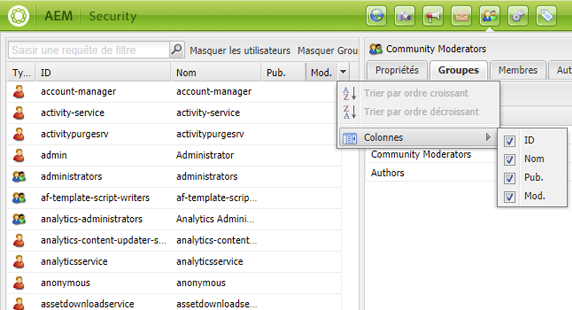 AEM Security
Saisir une requête de filtre Masquer les utilisateurs Masquer Grou
Community Moderators
Propriétés Groupes Membres Aut
Ty... ID Nom Pub. Mod.
account-manager account-manager
activity-service activity-service
activitypurgesrv activitypurgesrv
admin Administrator
administrators administrators
af-template-script-writers af-template-scrip...
analytics-administrators Analytics Admini...
analytics-content-updater-s... analytics-content...
analyticsservice analyticsservice
anonymous anonymous
assetdownloadservice assetdownloadse...
Trier par ordre croissant
Trier par ordre décroissant
Colonnes
ID
Nom
Pub.
Mod.
Community Moderators
Authors